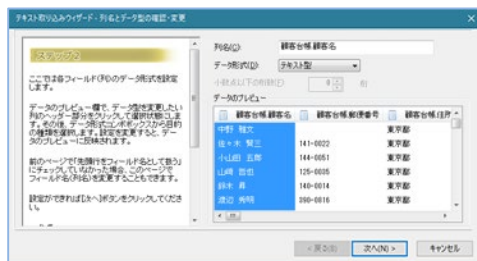 テキスト取り込みウィザード - 列名とデータ型の確認・変更
ステップ2
ここでは各フィールド(列)のデータ形式を設定
します。
データのプレビュー欄で、データ型を変更したい
列のヘッダー部分をクリックして選択状態にしま
す。その後、データ形式コンボボックスから目的
の種類を選択します。設定を変更すると、デー
タのプレビューに反映されます。
前のページで「先頭行をフィールド名として扱う」
にチェックしていなかった場合、このページで
フィールド名(列名)を変更することもできます。
設定ができれば[次へ]ボタンをクリックしてくださ
い。
列名(C): 顧客台帳.顧客名
データ形式(D): テキスト型
小数点以下の桁数(F): 桁
データのプレビュー
顧客台帳.顧客名 顧客台帳.郵便番号 顧客台帳.住所
中野 雅文 東京都
佐々木 賢三 141-0022 東京都
小山田 五郎 144-0051 東京都
山崎 哲也 125-0035 東京都
鈴木 昇 140-0014 東京都
渡辺 秀明 390-0816
< 戻る(B) 次へ(N) > キャンセル